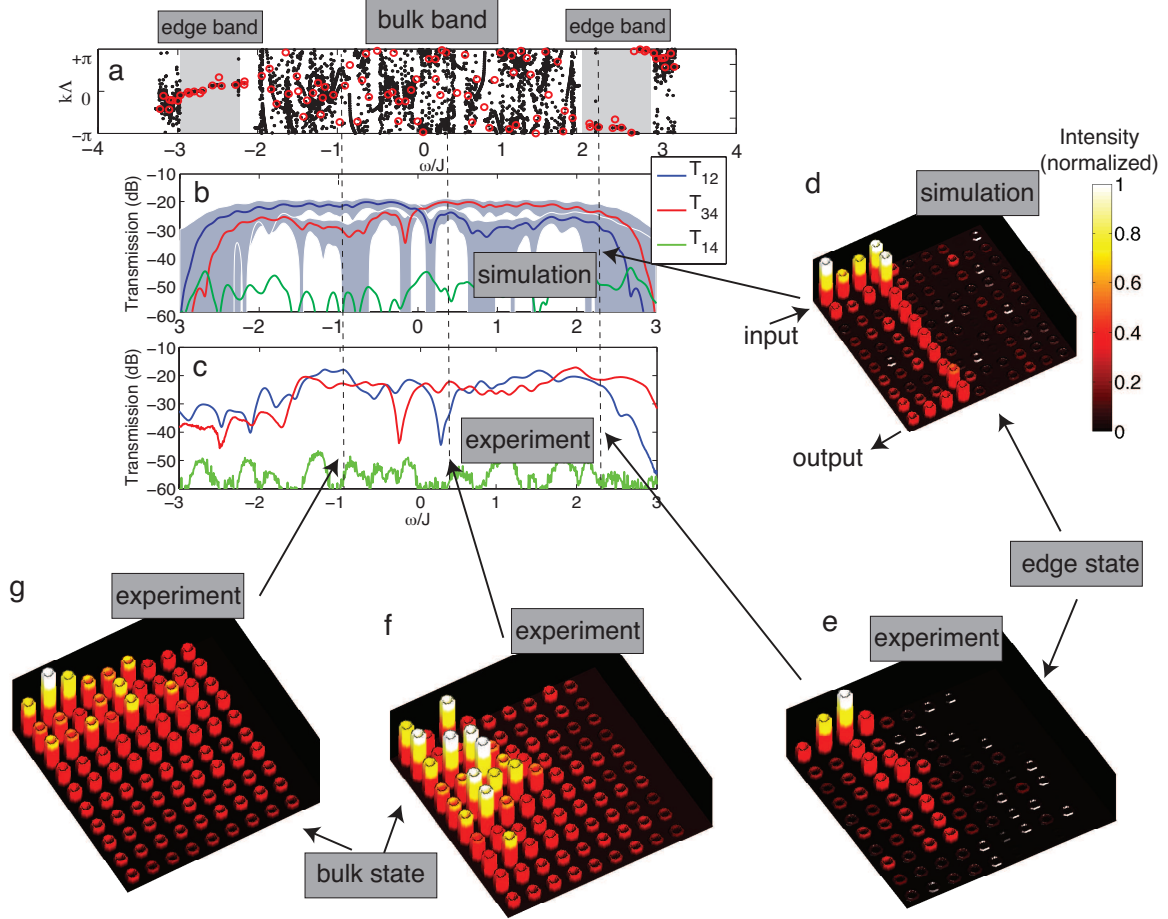 edge band
bulk band
edge band
a
kΛ
+π
0
−π
−4
−3
−2
−1
0
1
2
3
4
ω/J
b
Transmission (dB)
−10
−20
−30
−40
−50
−60
−3
−2
−1
0
1
2
3
T12
T34
T14
simulation
c
Transmission (dB)
−10
−20
−30
−40
−50
−60
−3
−2
−1
0
1
2
3
ω/J
experiment
d
simulation
input
output
Intensity
(normalized)
1
0.8
0.6
0.4
0.2
0
edge state
g
experiment
f
experiment
e
experiment
bulk state